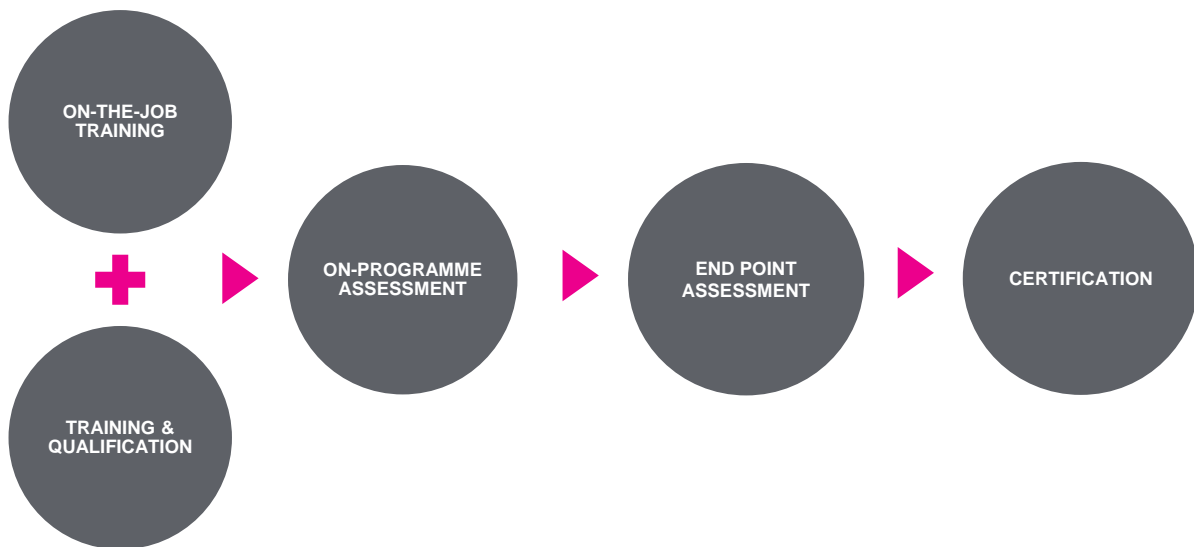 ON-THE-JOB
TRAINING
TRAINING &
QUALIFICATION
ON-PROGRAMME
ASSESSMENT
END POINT
ASSESSMENT
CERTIFICATION